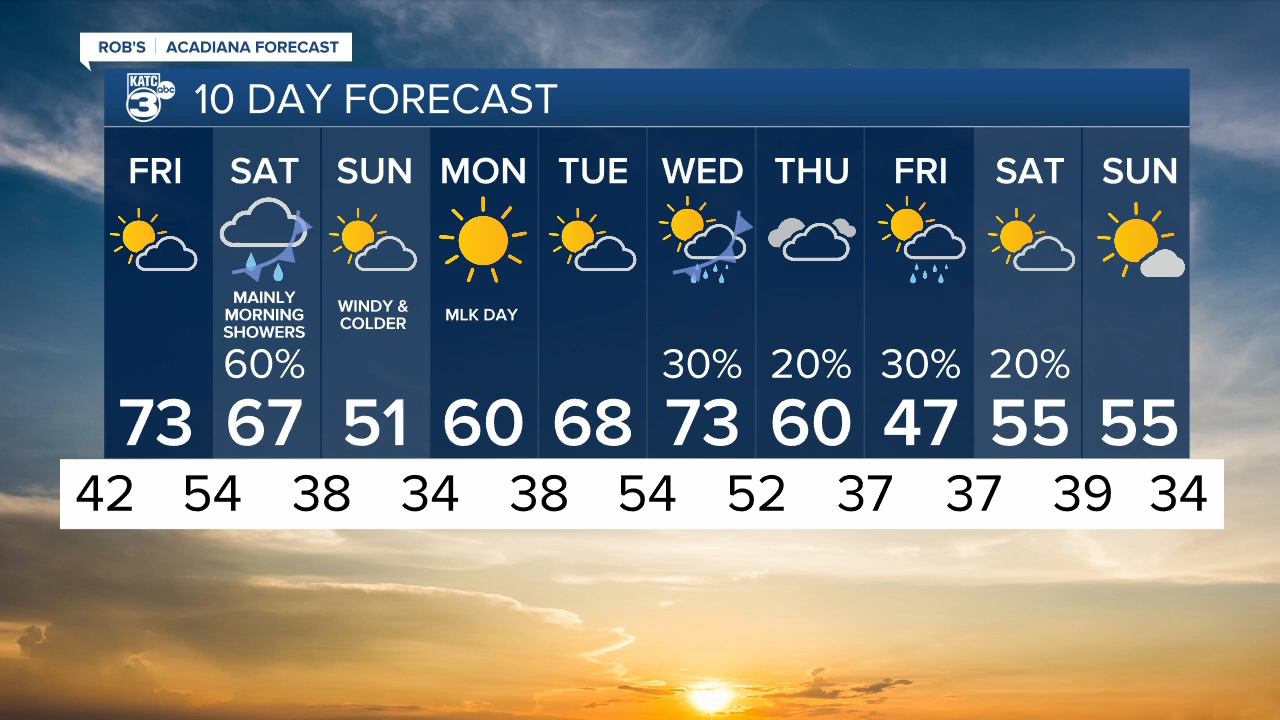 ROB'S | ACADIANA FORECAST
KATC abc 3
10 DAY FORECAST
FRI SAT SUN MON TUE WED THU FRI SAT SUN
MAINLY MORNING SHOWERS
WINDY & COLDER
MLK DAY
60% 30% 20% 30% 20%
73 67 51 60 68 73 60 47 55 55
42 54 38 34 38 54 52 37 37 39 34